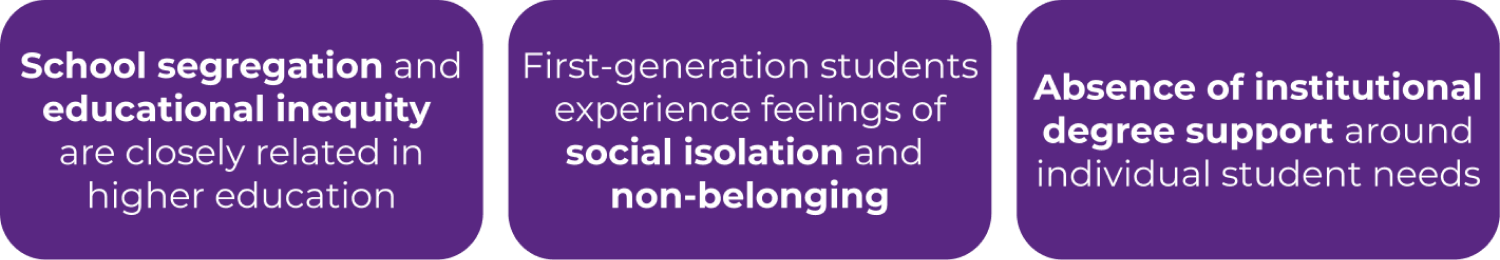 School segregation and
educational inequity
are closely related in
higher education
First-generation students
experience feelings of
social isolation and
non-belonging
Absence of institutional
degree support around
individual student needs